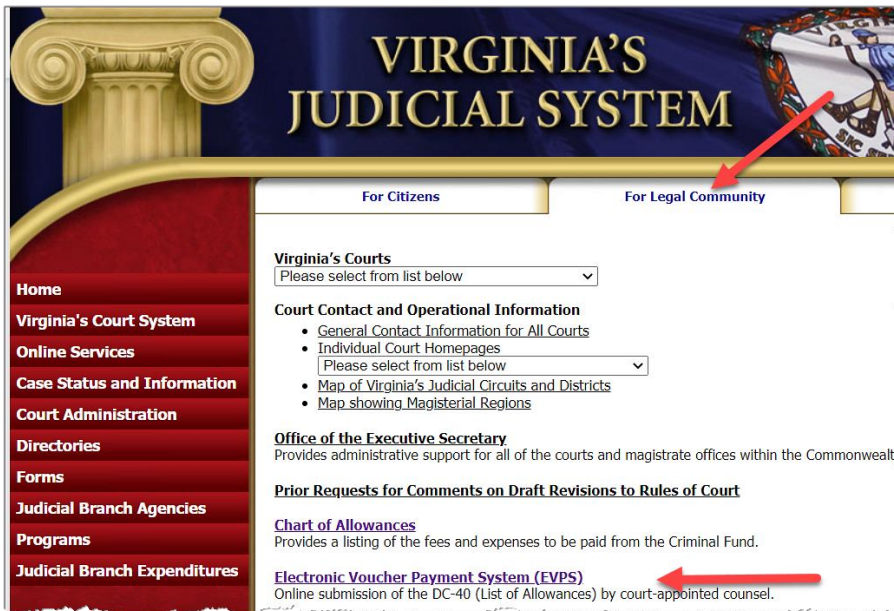 VIRGINIA'S
JUDICIAL SYSTEM
SIC
For Citizens
For Legal Community
Home
Virginia's Court System
Online Services
Case Status and Information
Court Administration
Directories
Forms
Judicial Branch Agencies
Programs
Judicial Branch Expenditures
Virginia's Courts
Please select from list below
Court Contact and Operational Information
• General Contact Information for All Courts
• Individual Court Homepages
Please select from list below
• Map of Virginia's Judicial Circuits and Districts
• Map showing Magisterial Regions
Office of the Executive Secretary
Provides administrative support for all of the courts and magistrate offices within the Commonwealt
Prior Requests for Comments on Draft Revisions to Rules of Court
Chart of Allowances
Provides a listing of the fees and expenses to be paid from the Criminal Fund.
Electronic Voucher Payment System (EVPS)
Online submission of the DC-40 (List of Allowances) by court-appointed counsel.